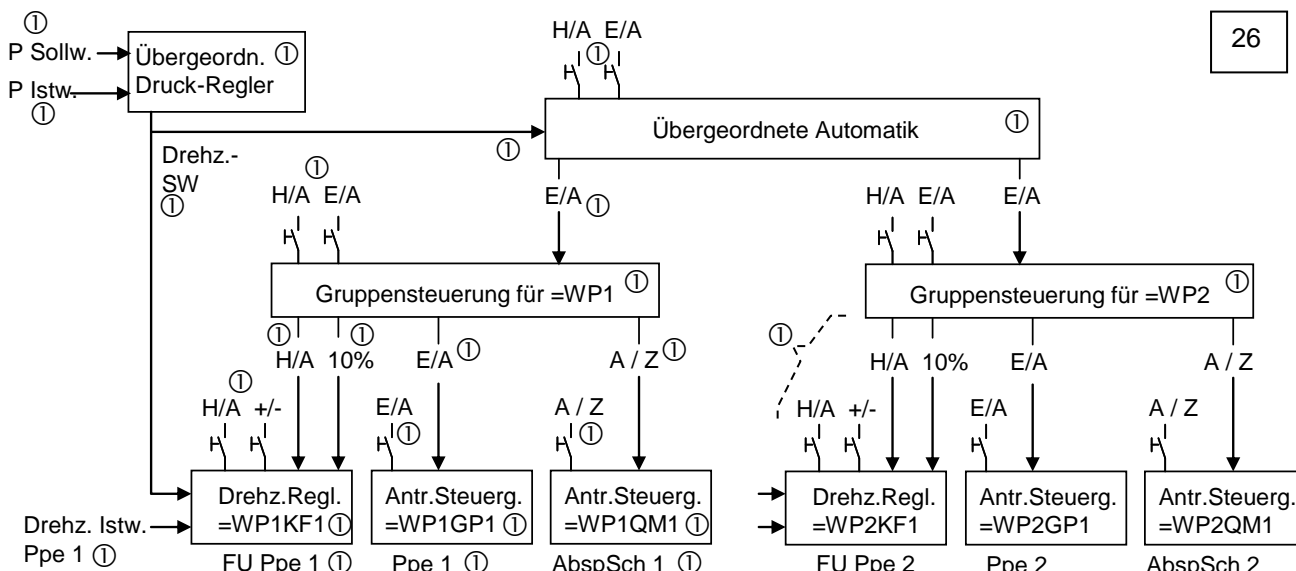 ①
P Sollw.
P Istw.
①
Übergeordn. ①
Druck-Regler
H/A E/A
①
26
Übergeordnete Automatik ①
①
Drehz.-
SW
①
①
H/A E/A
E/A ①
H/A E/A
E/A
Gruppensteuerung für =WP1 ①
Gruppensteuerung für =WP2 ①
① ①
H/A 10%
E/A ①
A / Z ①
①
H/A 10%
E/A
A / Z
①
H/A +/-
E/A
①
A / Z
①
H/A +/-
E/A
A / Z
Drehz.Regl.
=WP1KF1 ①
Antr.Steuerg.
=WP1GP1 ①
Antr.Steuerg.
=WP1QM1 ①
Drehz.Regl.
=WP2KF1
Antr.Steuerg.
=WP2GP1
Antr.Steuerg.
=WP2QM1
Drehz. Istw.
Ppe 1 ①
FU Ppe 1 ①
Ppe 1 ①
AbspSch 1 ①
FU Ppe 2
Ppe 2
AbspSch 2